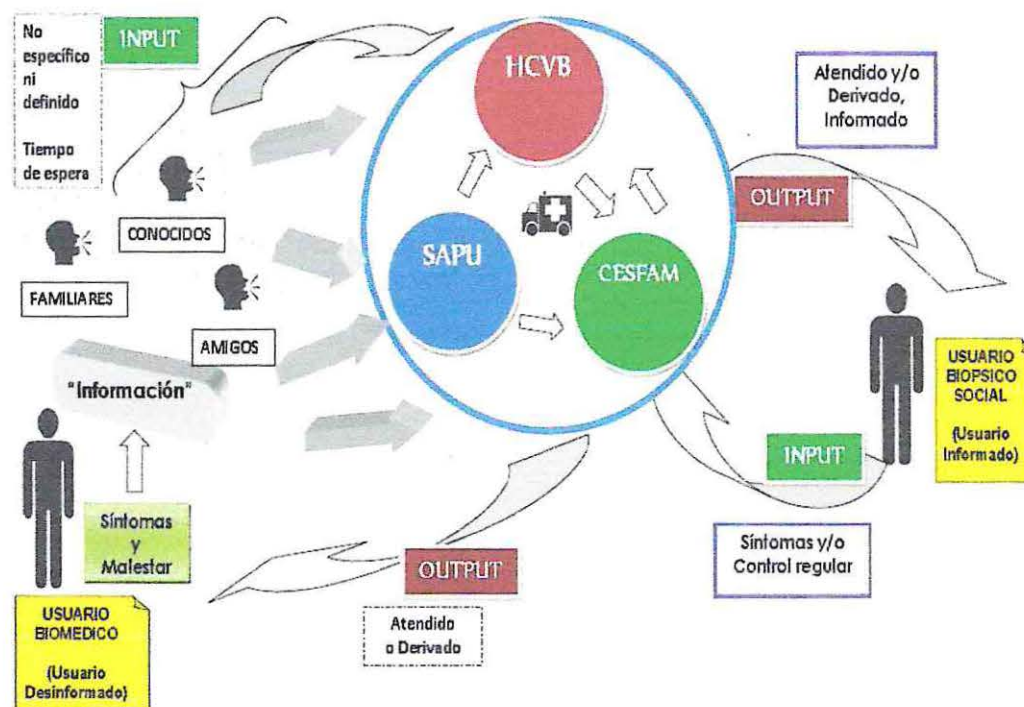 No
específico
ni
definido
Tiempo
de espera
INPUT
CONOCIDOS
FAMILIARES
AMIGOS
"Información"
Síntomas
y
Malestar
USUARIO
BIOMEDICO
(Usuario
Desinformado)
HCVB
SAPU
CESFAM
OUTPUT
Atendido
o Derivado
Atendido y/o
Derivado,
Informado
OUTPUT
USUARIO
BIOPSICO
SOCIAL
(Usuario
Informado)
INPUT
Síntomas y/o
Control regular